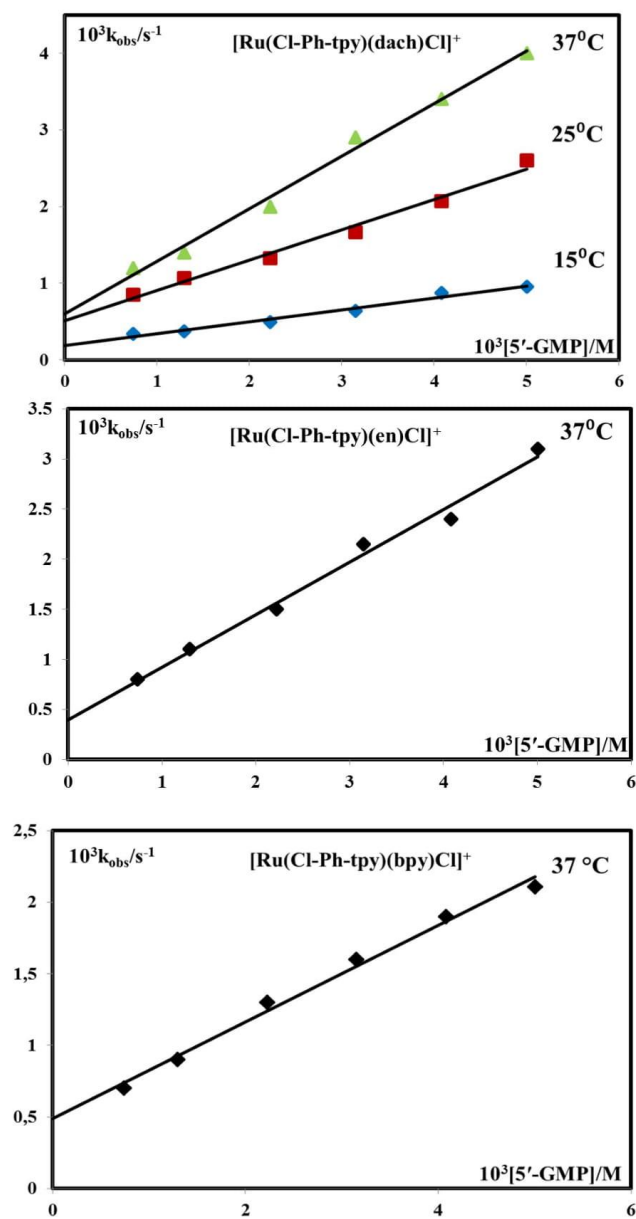 10³k_obs/s⁻¹
[Ru(Cl-Ph-tpy)(dach)Cl]⁺
37⁰C
4
3
25⁰C
2
15⁰C
1
10³[5′-GMP]/M
0
0 1 2 3 4 5 6
3.5
10³k_obs/s⁻¹
[Ru(Cl-Ph-tpy)(en)Cl]⁺
37⁰C
3
2.5
2
1.5
1
0.5
10³[5′-GMP]/M
0
0 1 2 3 4 5 6
2,5
10³k_obs/s⁻¹
[Ru(Cl-Ph-tpy)(bpy)Cl]⁺
37 °C
2
1,5
1
0,5
10³[5′-GMP]/M
0
0 2 4 6